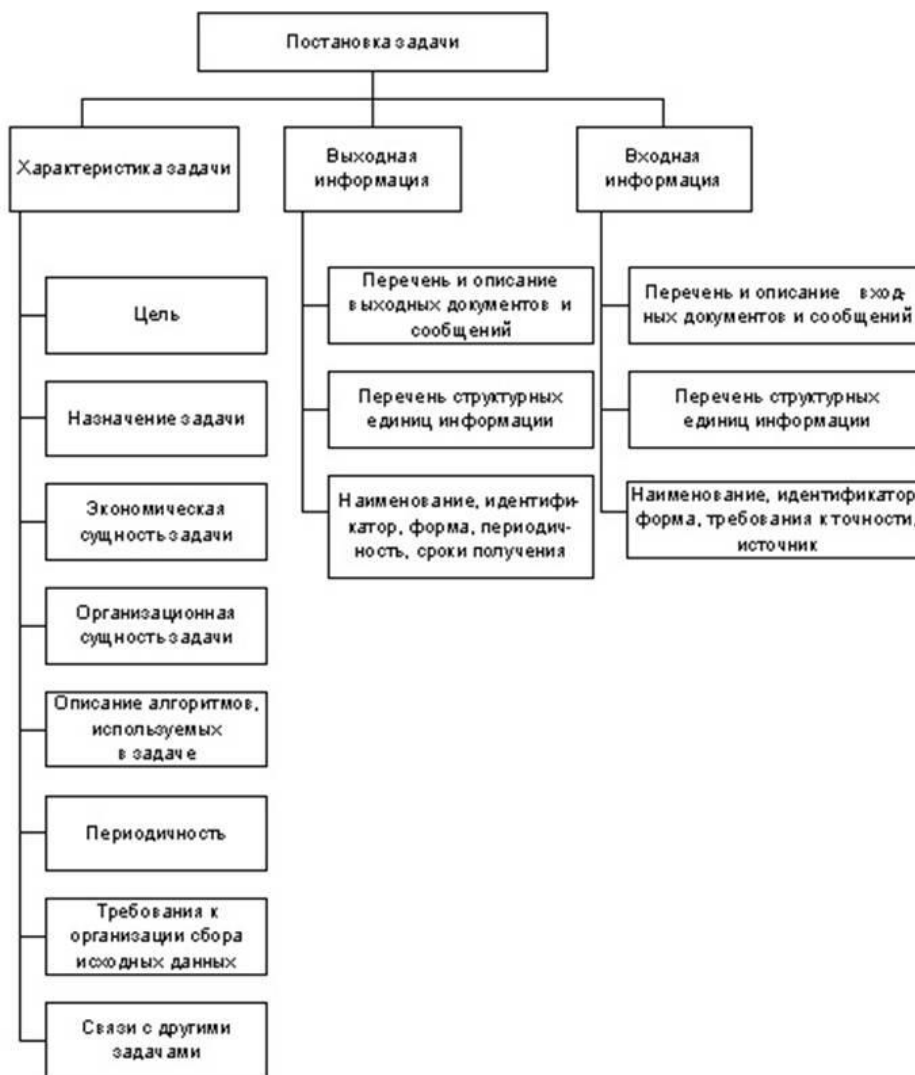 Постановка задачи
Характеристика задачи
Выходная
информация
Входная
информация
Цель
Назначение задачи
Экономическая
сущность задачи
Организационная
сущность задачи
Описание алгоритмов,
используемых
в задаче
Периодичность
Требования к
организации сбора
исходных данных
Связи с другими
задачами
Перечень и описание
выходных документов и
сообщений
Перечень структурных
единиц информации
Наименование, идентифи-
катор, форма, периодич-
ность, сроки получения
Перечень и описание вход-
ных документов и сообщений
Перечень структурных
единиц информации
Наименование, идентификатор,
форма, требования к точности,
источник